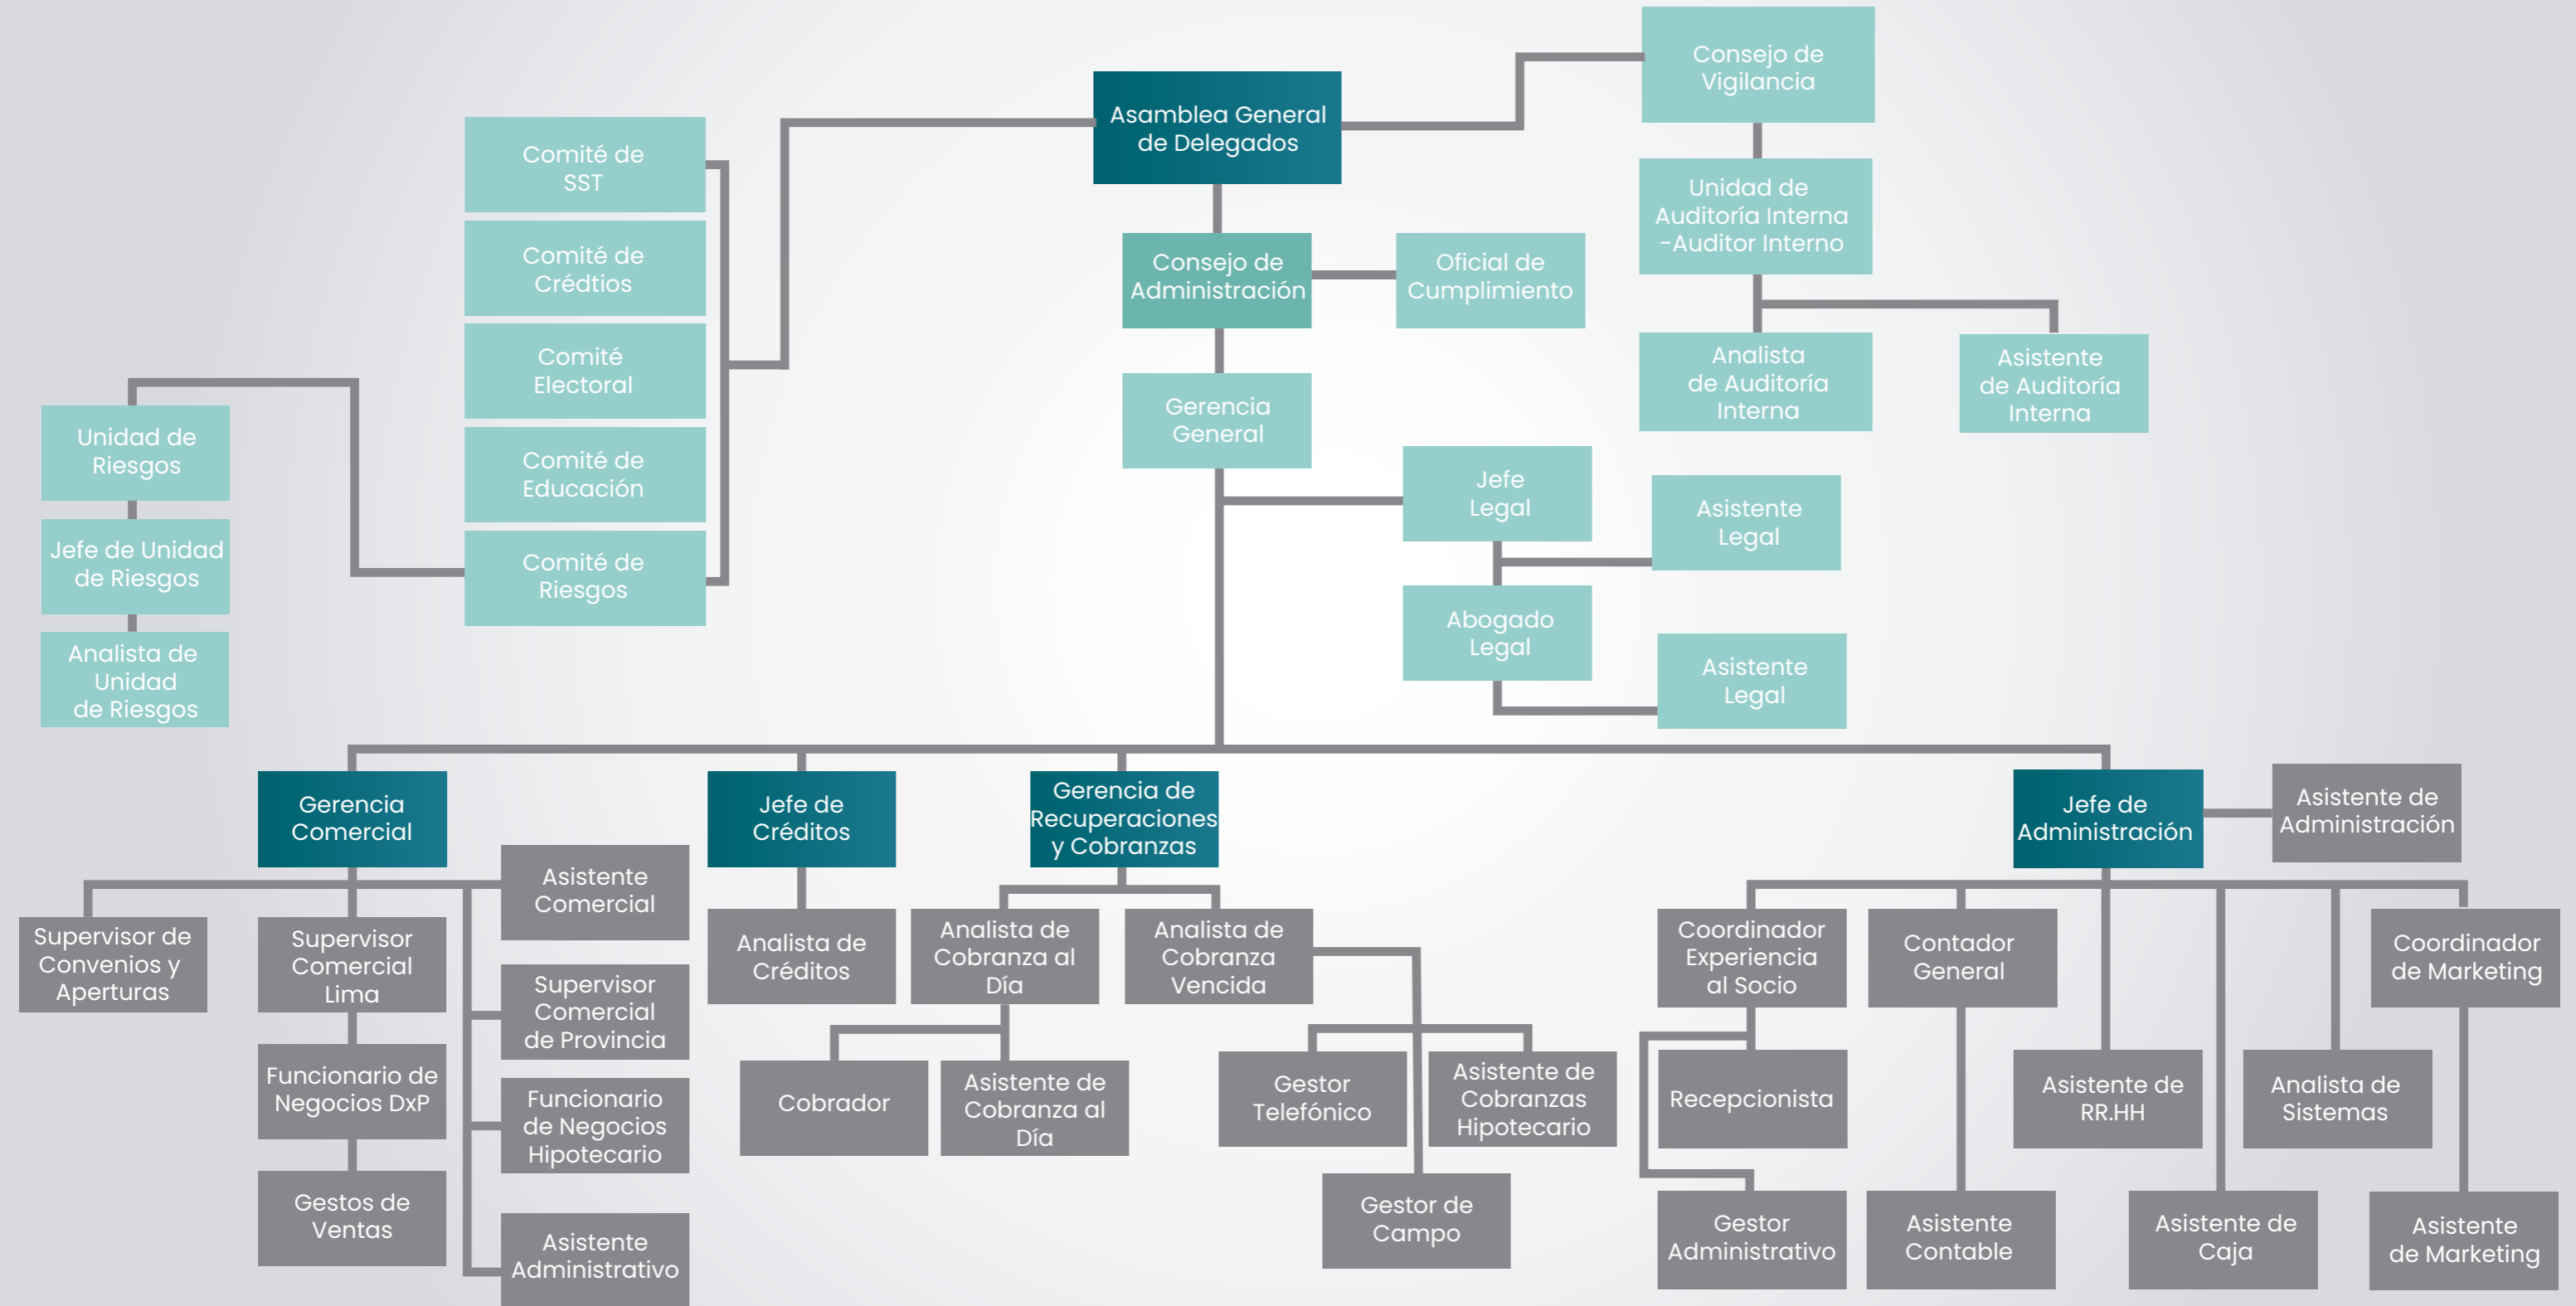 Consejo de
Vigilancia
Asamblea General
de Delegados
Comité de
SST
Unidad de
Auditoría Interna
-Auditor Interno
Comité de
Crédtios
Consejo de
Administración
Oficial de
Cumplimiento
Comité
Electoral
Analista
de Auditoría
Interna
Asistente
de Auditoría
Interna
Gerencia
General
Unidad de
Riesgos
Comité de
Educación
Jefe
Legal
Asistente
Legal
Jefe de Unidad
de Riesgos
Comité de
Riesgos
Abogado
Legal
Analista de
Unidad
de Riesgos
Asistente
Legal
Gerencia
Comercial
Jefe de
Créditos
Gerencia de
Recuperaciones
y Cobranzas
Jefe de
Administración
Asistente de
Administración
Asistente
Comercial
Supervisor de
Convenios y
Aperturas
Supervisor
Comercial
Lima
Analista de
Créditos
Analista de
Cobranza al
Día
Analista de
Cobranza
Vencida
Coordinador
Experiencia
al Socio
Contador
General
Coordinador
de Marketing
Supervisor
Comercial
de Provincia
Funcionario de
Negocios DxP
Funcionario
de Negocios
Hipotecario
Cobrador
Asistente de
Cobranza al
Día
Gestor
Telefónico
Asistente de
Cobranzas
Hipotecario
Recepcionista
Asistente de
RR.HH
Analista de
Sistemas
Gestos de
Ventas
Asistente
Administrativo
Gestor de
Campo
Gestor
Administrativo
Asistente
Contable
Asistente de
Caja
Asistente
de Marketing